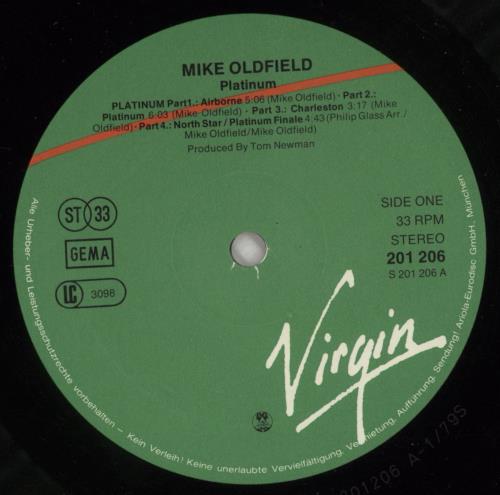 MIKE OLDFIELD
Platinum
PLATINUM Part1.: Airborne 5:06 (Mike Oldfield) · Part 2.:
Platinum 6:03 (Mike Oldfield) · Part 3.: Charleston 3:17 (Mike
Oldfield) · Part 4.: North Star / Platinum Finale 4:43 (Philip Glass Arr./
Mike Oldfield/Mike Oldfield)
Produced By Tom Newman
ST 33
GEMA
LC 3098
SIDE ONE
33 RPM
STEREO
201 206
S 201 206 A
Virgin
Alle Urheber- und Leistungsschutzrechte vorbehalten – Kein Verleih! Keine unerlaubte Vervielfältigung, Vermietung, Aufführung, Sendung! Ariola-Eurodisc GmbH, München
01206 A-1/79S